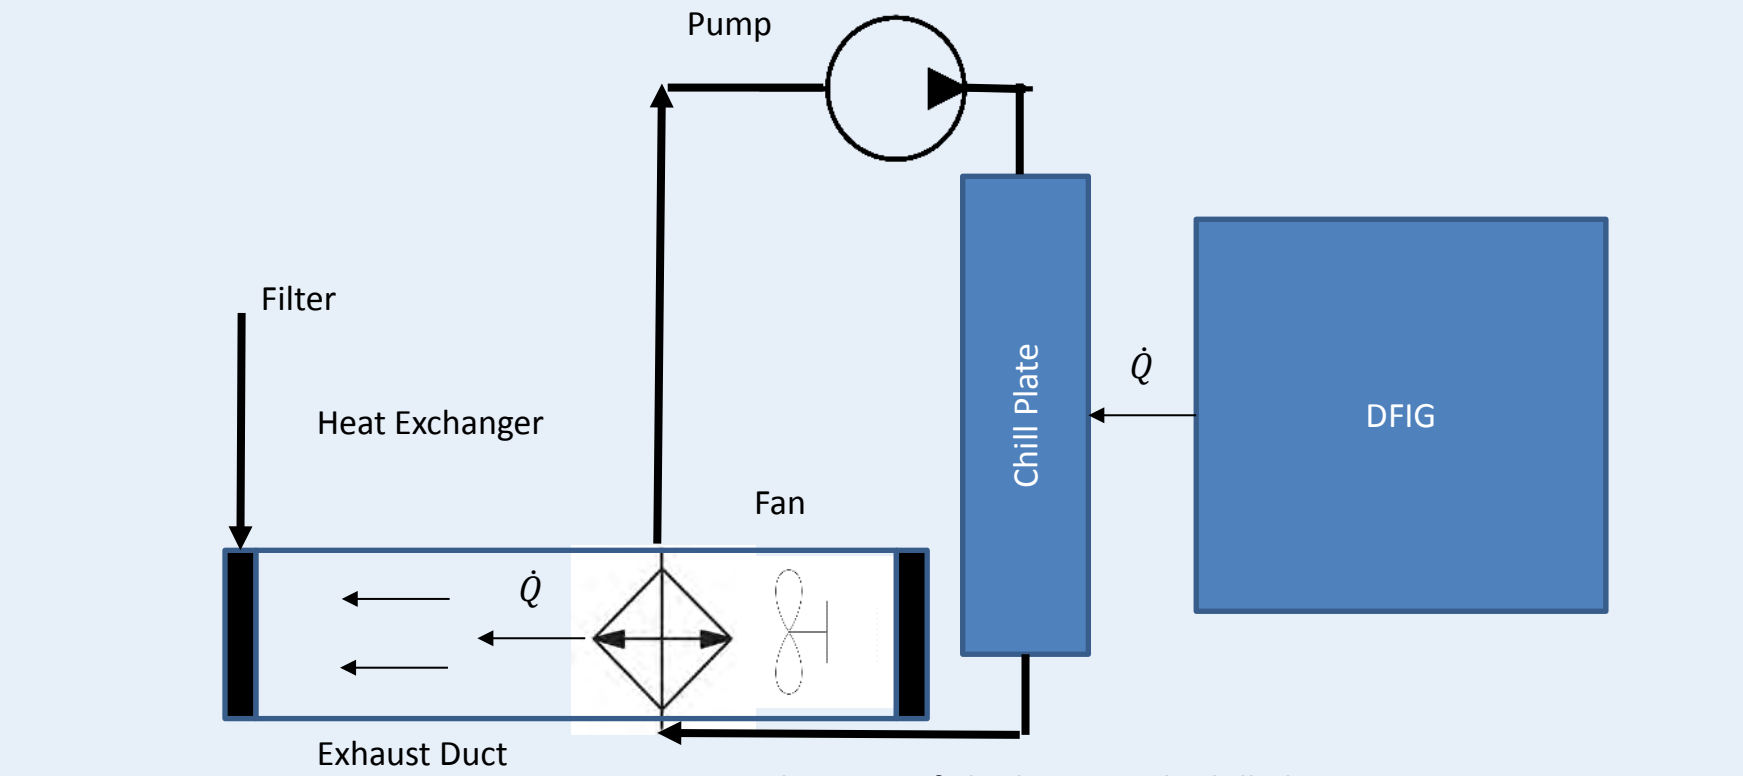 Pump
Filter
Heat Exchanger
Fan
Chill Plate
Q̇
DFIG
Q̇
Exhaust Duct